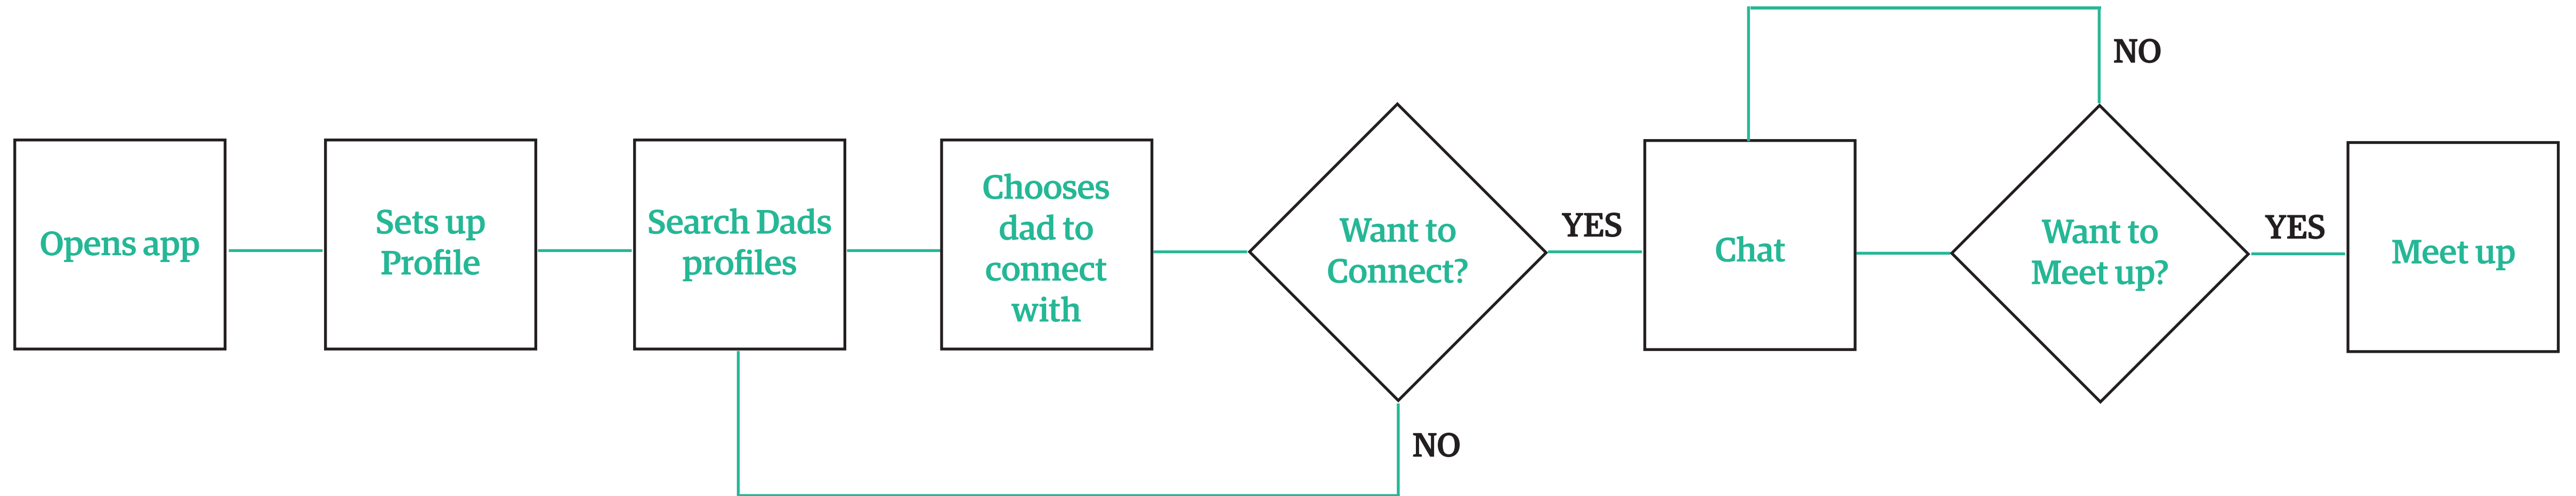 Opens app
Sets up
Profile
Search Dads
profiles
Chooses
dad to
connect
with
Want to
Connect?
YES
NO
Chat
Want to
Meet up?
NO
YES
Meet up